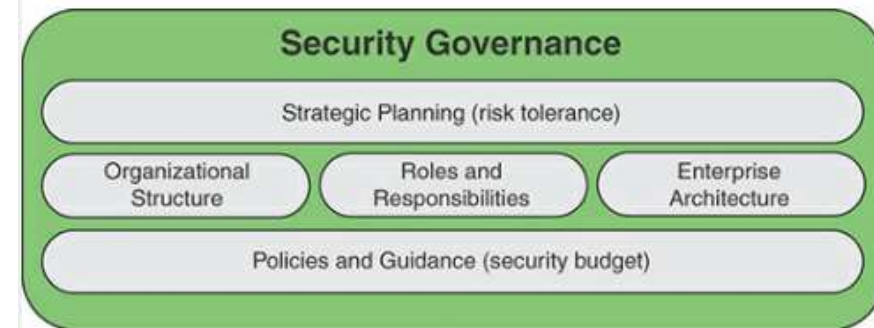 Security Governance
Strategic Planning (risk tolerance)
Organizational
Structure
Roles and
Responsibilities
Enterprise
Architecture
Policies and Guidance (security budget)